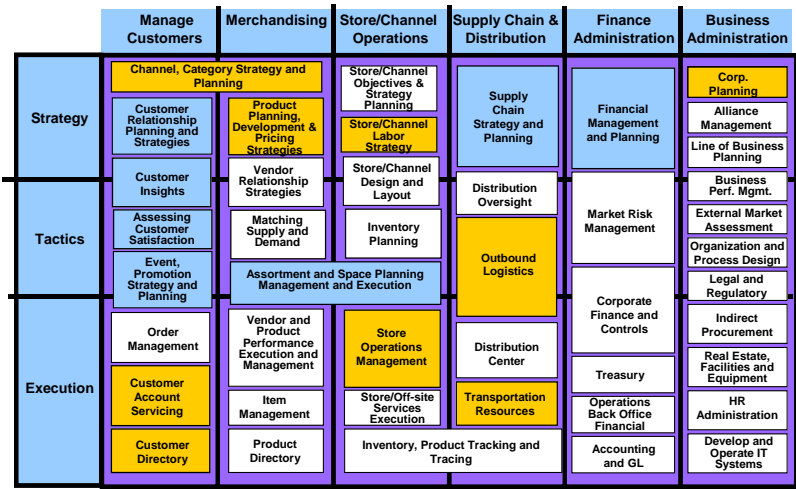 Manage
Customers
Merchandising
Store/Channel
Operations
Supply Chain &
Distribution
Finance
Administration
Business
Administration
Strategy
Channel, Category Strategy and
Planning
Customer
Relationship
Planning and
Strategies
Product
Planning,
Development &
Pricing
Strategies
Store/Channel
Objectives &
Strategy
Planning
Store/Channel
Labor
Strategy
Supply
Chain
Strategy and
Planning
Financial
Management
and Planning
Corp.
Planning
Alliance
Management
Line of Business
Planning
Customer
Insights
Vendor
Relationship
Strategies
Store/Channel
Design and
Layout
Business
Perf. Mgmt.
Tactics
Assessing
Customer
Satisfaction
Matching
Supply and
Demand
Inventory
Planning
Distribution
Oversight
Market Risk
Management
External Market
Assessment
Organization and
Process Design
Event,
Promotion
Strategy and
Planning
Assortment and Space Planning
Management and Execution
Outbound
Logistics
Legal and
Regulatory
Execution
Order
Management
Vendor and
Product
Performance
Execution and
Management
Store
Operations
Management
Distribution
Center
Corporate
Finance and
Controls
Indirect
Procurement
Treasury
Real Estate,
Facilities and
Equipment
Customer
Account
Servicing
Item
Management
Store/Off-site
Services
Execution
Transportation
Resources
Operations
Back Office
Financial
HR
Administration
Customer
Directory
Product
Directory
Inventory, Product Tracking and
Tracing
Accounting
and GL
Develop and
Operate IT
Systems